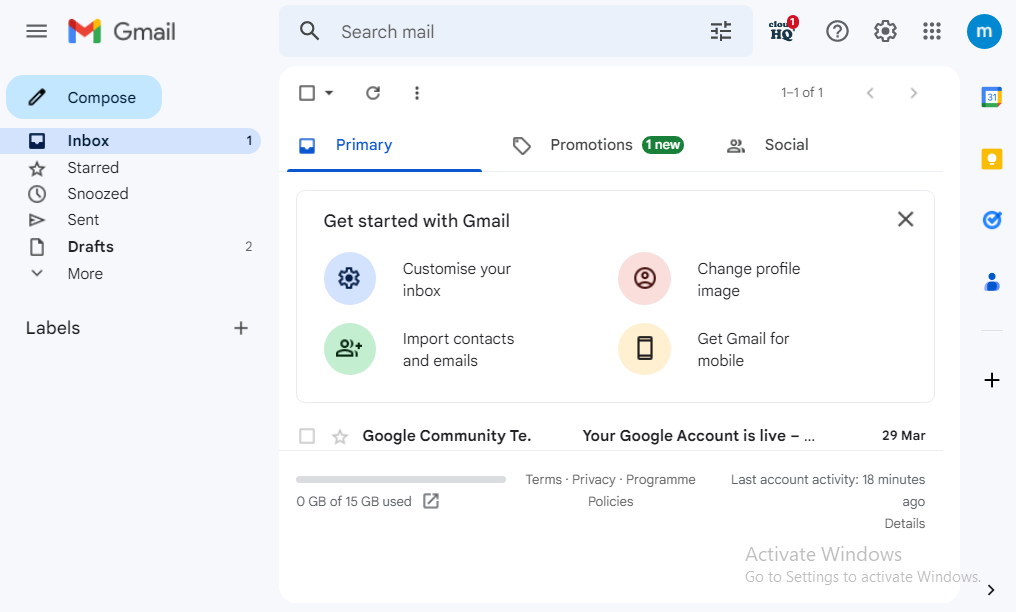 Gmail
Search mail
cloud
HQ
1
m
Compose
1–1 of 1
31
Inbox 1
Starred
Snoozed
Sent
Drafts 2
More
Labels
Primary
Promotions 1 new
Social
Get started with Gmail
Customise your
inbox
Change profile
image
Import contacts
and emails
Get Gmail for
mobile
Google Community Te. Your Google Account is live – ... 29 Mar
0 GB of 15 GB used
Terms · Privacy · Programme
Policies
Last account activity: 18 minutes
ago
Details
Activate Windows
Go to Settings to activate Windows.